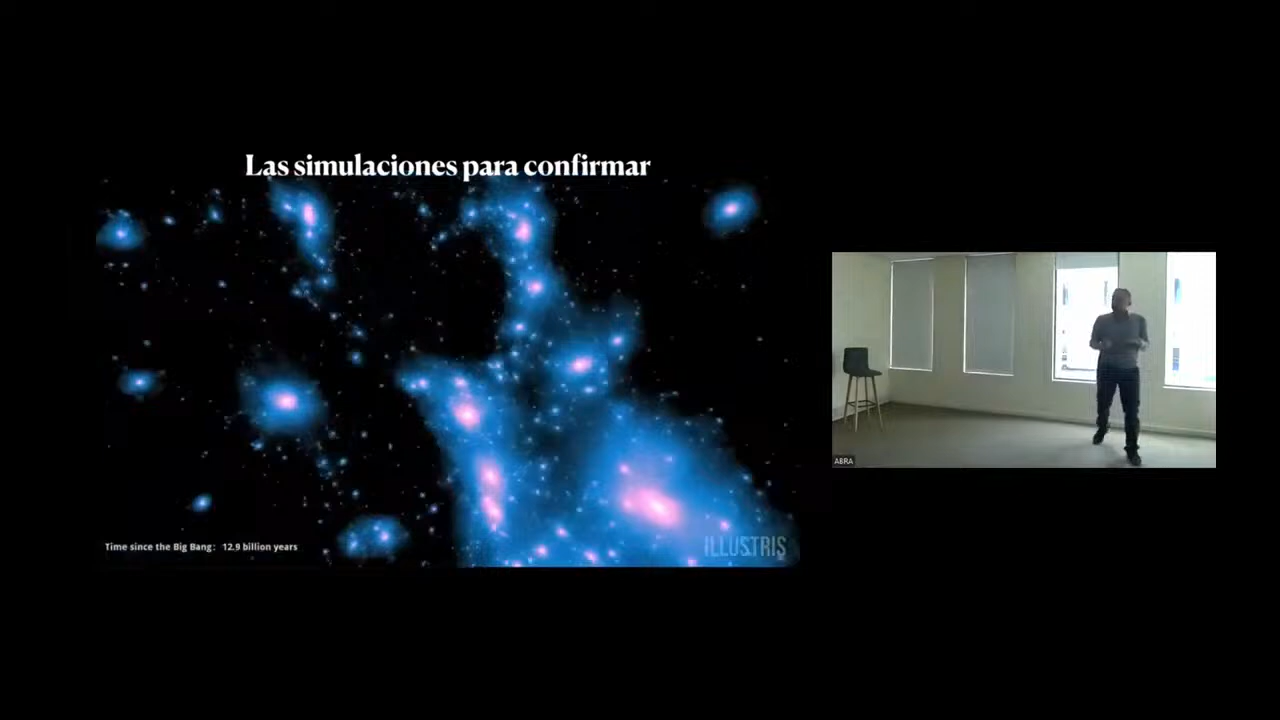 Las simulaciones para confirmar
Time since the Big Bang: 12.9 billion years
ILLUSTRIS
ABRA